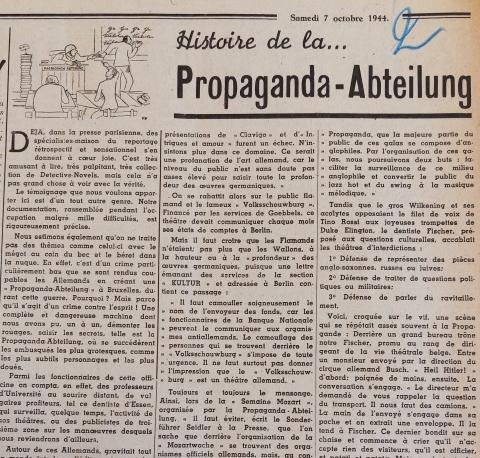 Samedi 7 octobre 1944.
Histoire de la...
Propaganda-Abteilung
DEJA, dans la presse parisienne, des
spécialistes-maison du reportage
rétrospectif et sensationnel s'en
donnent à cœur joie. C'est très
amusant à lire, très palpitant, très collec-
tion de Detective-Novels, mais cela n'a
pas grand chose à voir avec la vérité.
Le témoignage que nous voulons appor-
ter ici est d'un tout autre genre. Notre
documentation, rassemblée pendant l'oc-
cupation malgré mille difficultés, est
rigoureusement précise.
Nous estimons également qu'on ne traite
pas des thèmes comme celui-ci avec le
mégot au coin du bec et le béret dans
la nuque. En effet, c'est d'un crime parti-
culièrement bas que se sont rendus cou-
pables les Allemands en créant une
« Propaganda-Abteilung » à Bruxelles, du-
rant cette guerre. Pourquoi ? Mais parce
qu'il s'agit d'un crime contre l'esprit! Des
complète et dangereuse machine dont
nous avons pu, un à un, démonter les
rouages, saisir les secrets, telle est la
Propaganda Abteilung, où se succédèrent
les embusqués les plus grotesques, comme
les plus subtils personnages et les plus
doués.
Parmi les fonctionnaires de cette offi-
cine on compta, en effet, des professeurs
d'Université au sourire distant, de vul-
gaires profiteurs, tel ce dentiste d'Essen,
qui surveilla, quelque temps, l'activité de
nos théâtres, ou des publicistes de troi-
sième zone sur les manœuvres desquels
nous reviendrons d'ailleurs.
Autour de ces Allemands, gravitait tout
présentations de « Clavigo » et d'« In-
trigues et amour » furent un échec. N'in-
sistons plus dans ce domaine. Ce serait
une profanation de l'art allemand, car le
niveau du public n'est sans doute pas
assez élevé pour saisir toute la profon-
deur des œuvres germaniques. »
On se rabattit alors sur le public fla-
mand et le fameux « Volksschouwburg ».
Financé par les services de Goebbels, ce
théâtre devait communiquer chaque mois
ses états de comptes à Berlin.
Mais il faut croire que les Flamands
n'étaient pas plus que les Wallons, à
la hauteur ou à la « profondeur » des
œuvres germaniques, puisque une lettre
émanant des services de la section
« KULTUR » et adressée à Berlin con-
tient ce passage :
« Il faut camoufler soigneusement le
nom de l'envoyeur des fonds, car les
fonctionnaires de la Banque Nationale
peuvent le communiquer aux organis-
mes antiallemands. Le camouflage des
personnes qui se trouvent derrière le
« Volksschouwburg » s'impose de toute
urgence. Il ne faut surtout pas donner
l'impression que le « Volksschouw-
burg » est un théâtre allemand. »
Toujours et toujours le mensonge.
Ainsi, lors de la « Semaine Mozart »,
organisée par la Propaganda-Abtei-
lung, « il faut éviter, écrit le Sonder-
führer Seidler à la Presse, que l'on
sache que derrière l'organisation de la
« Mozartwoche » se trouvent des orga-
nismes officiels allemands, mais, au con-
« Propaganda, que la majeure partie du
public de ces galas se compose d'an-
glophiles. Par l'organisation de ces ga-
las, nous poursuivons deux buts : fa-
ciliter la surveillance de ce milieu
anglophile et convertir le public du
jazz hot et du swing à la musique
mélodique. »
Tandis que le gros Wilkening et ses
acolytes opposaient le filet de voix de
Tino Rossi aux joyeuses trompettes de
Duke Elington, le dentiste Fischer, pré-
posé aux questions culturelles, accablait
les théâtres d'interdictions :
1° Défense de représenter des pièces
anglo-saxonnes, russes ou juives;
2° Défense de traiter de questions poli-
tiques ou militaires;
3° Défense de parler du ravitaille-
ment.
Voici, croquée sur le vif, une scène
qui se répétait assez souvent à la Propa-
ganda : Derrière un grand bureau trône
notre Fischer, promu au rang de diri-
geant de la vie théâtrale belge. Entre
un monsieur envoyé par la direction du
cirque allemand Busch. « Heil Hitler! »
d'abord; poignée de mains, ensuite. La
conversation s'engage. « Le directeur m'a
demandé de vous rappeler la question
du transport. Il nous faut des camions. »
La main de l'envoyé s'engage dans sa
poche et en extrait une enveloppe. Il la
tend à Fischer. Ce dernier bondit sur sa
chaise et commence à crier qu'il n'ac-
cepte rien des visiteurs, qu'il est officier